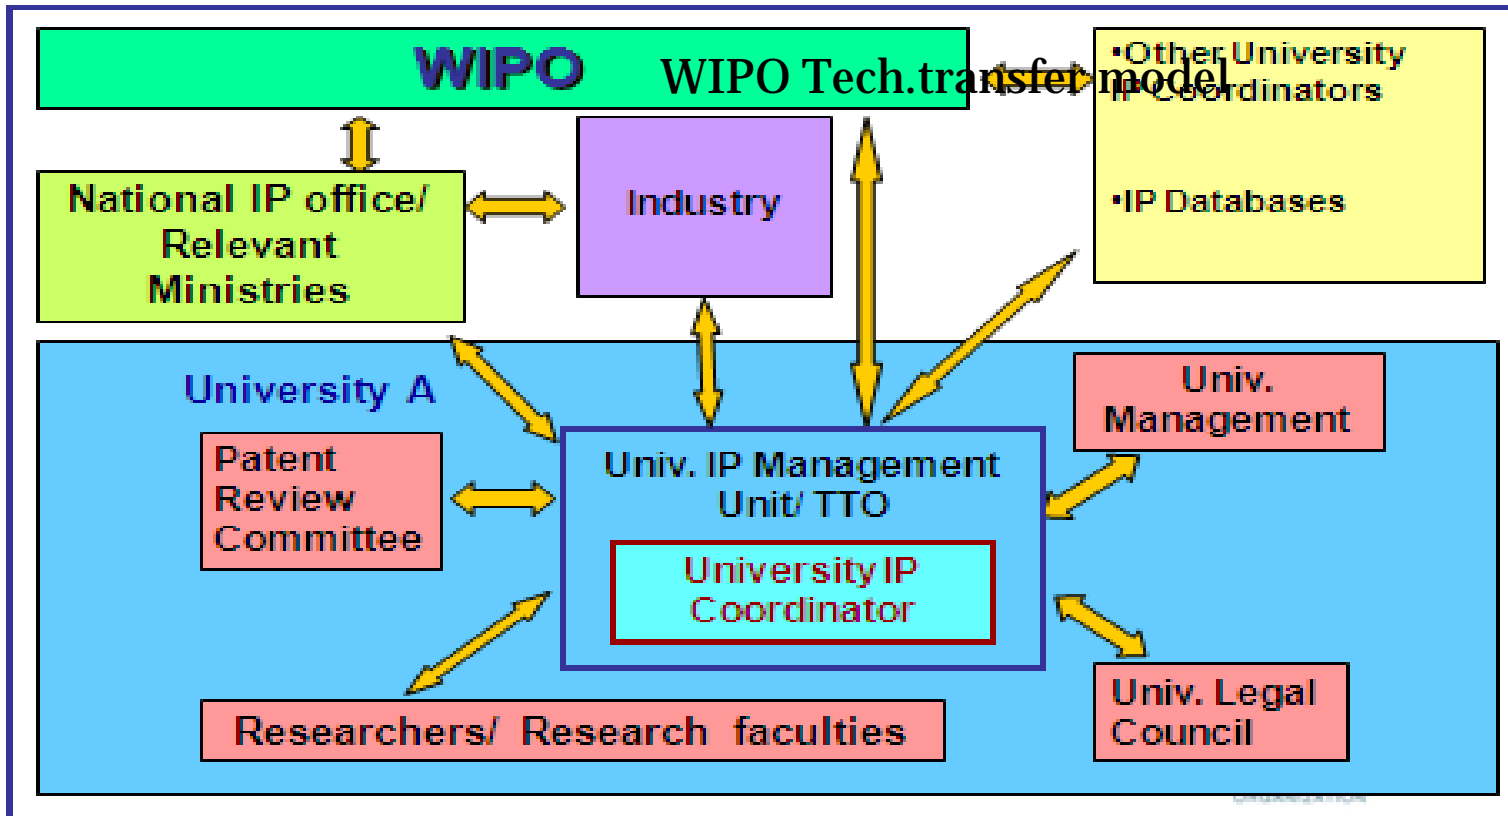 WIPO
WIPO Tech.transfer model
•Other University
IP Coordinators
•IP Databases
National IP office/
Relevant
Ministries
Industry
University A
Univ.
Management
Patent
Review
Committee
Univ. IP Management
Unit/ TTO
University IP
Coordinator
Researchers/ Research faculties
Univ. Legal
Council
ORGANIZATION